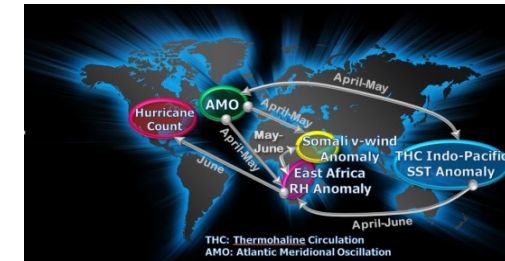 April-May
AMO
Hurricane
Count
April-May
April-May
May-
June
Somali v-wind
Anomaly
THC Indo-Pacific
SST Anomaly
June
East Africa
RH Anomaly
April-June
THC: Thermohaline Circulation
AMO: Atlantic Meridional Oscillation